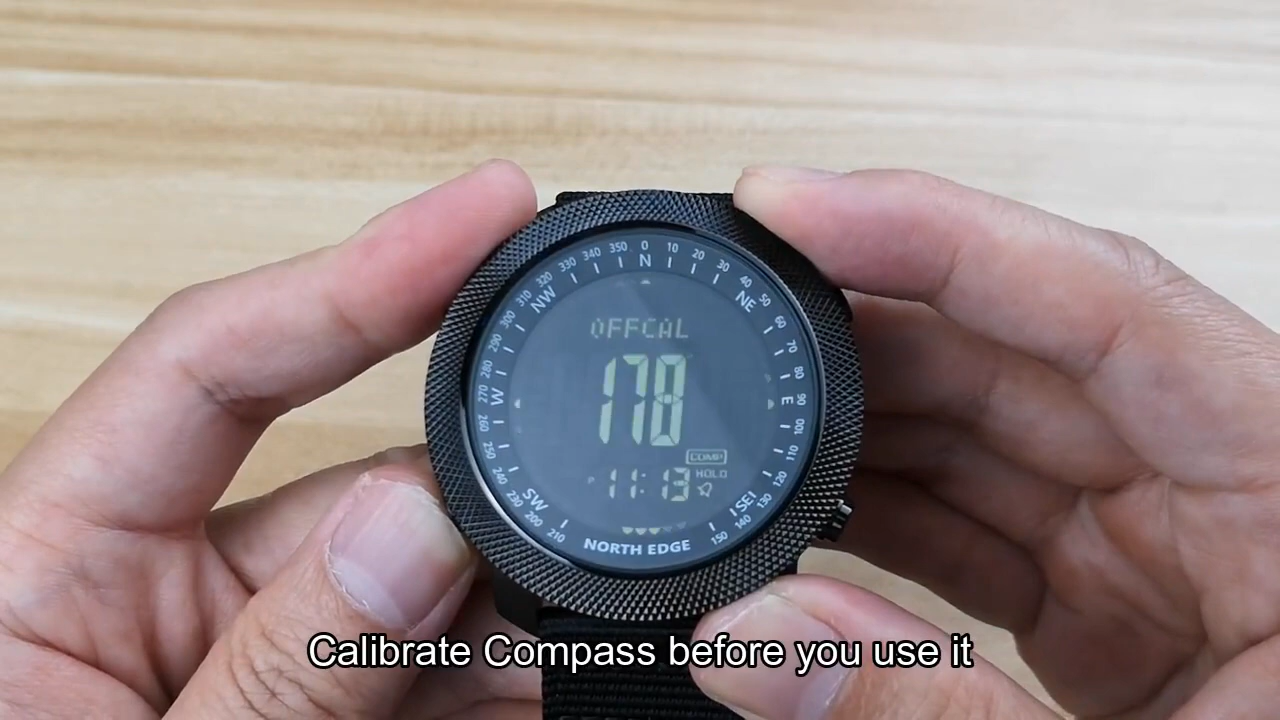 350 0 10
340 20
330 N 30
320 40
310 NW NE 50
300 60
290 OFFCAL 70
280 178 80
270 W E 90
260 100
250 COMP 110
240 P 11:13 HOLD 120
230 SW SE 130
200 140
210 150
NORTH EDGE
Calibrate Compass before you use it